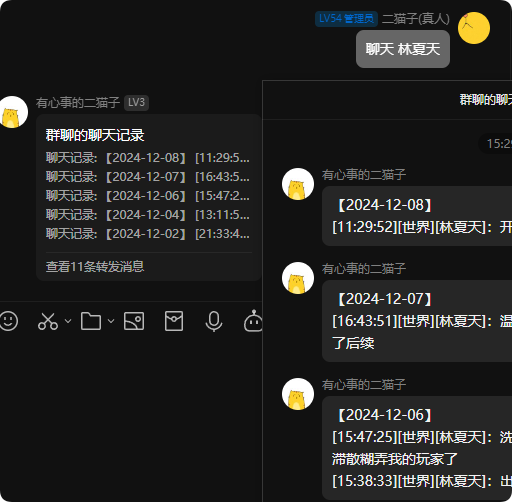 LV54 管理员 二猫子(真人)
聊天 林夏天
有心事的二猫子 LV3
群聊的聊天记录
聊天记录: 【2024-12-08】 [11:29:5...
聊天记录: 【2024-12-07】 [16:43:5...
聊天记录: 【2024-12-06】 [15:47:2...
聊天记录: 【2024-12-04】 [13:11:5...
聊天记录: 【2024-12-02】 [21:33:4...
查看11条转发消息
群聊的聊天
15:29
有心事的二猫子
【2024-12-08】
[11:29:52][世界][林夏天]：开
有心事的二猫子
【2024-12-07】
[16:43:51][世界][林夏天]：温
了后续
有心事的二猫子
【2024-12-06】
[15:47:25][世界][林夏天]：洗
滞散糊弄我的玩家了
[15:38:33][世界][林夏天]：出